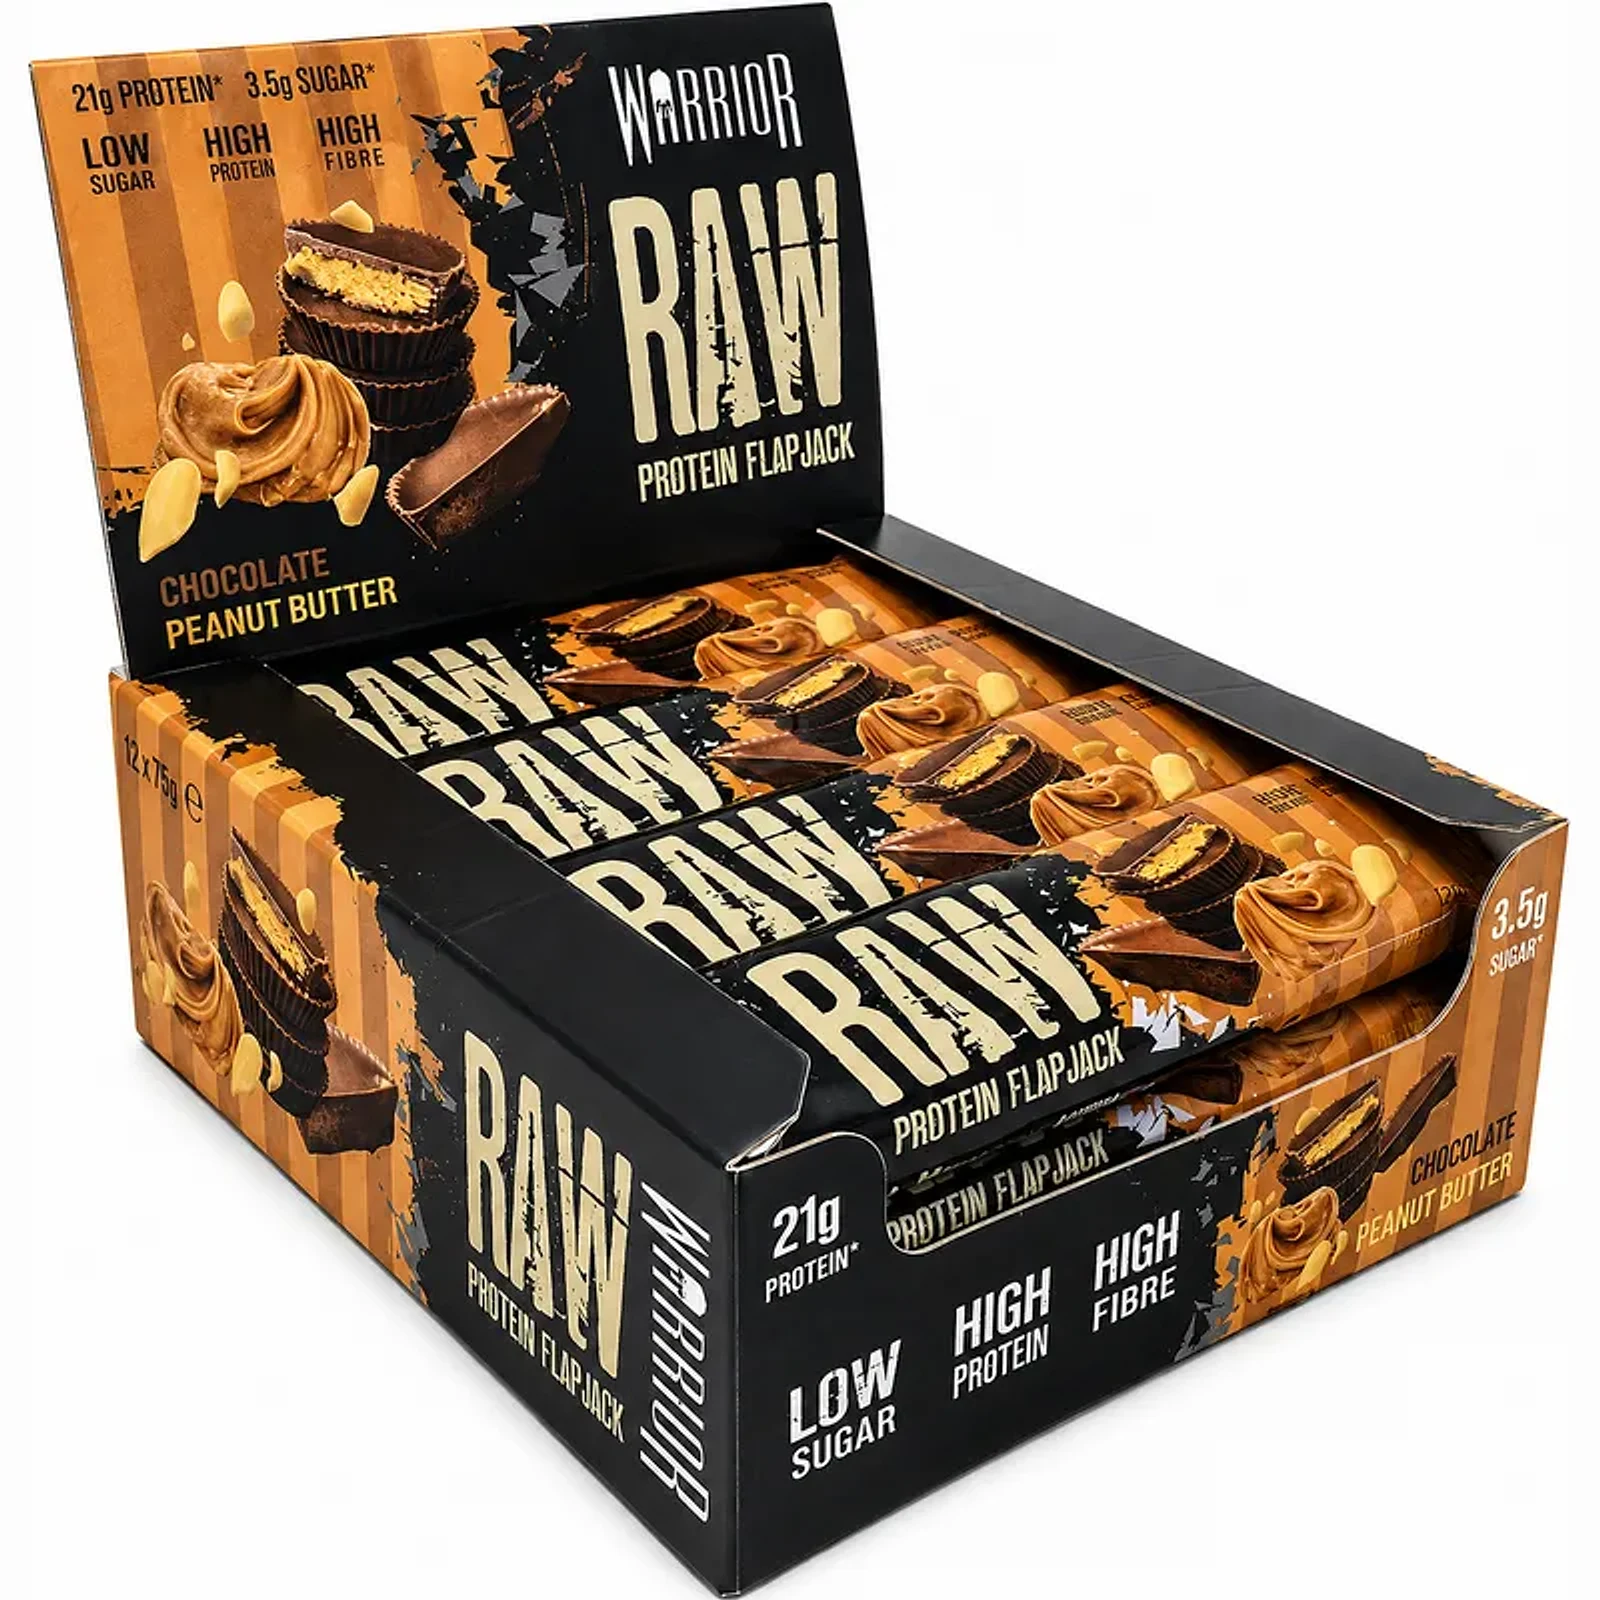 21g PROTEIN* 3.5g SUGAR*
LOW SUGAR
HIGH PROTEIN
HIGH FIBRE
WARRIOR
RAW
PROTEIN FLAPJACK
CHOCOLATE
PEANUT BUTTER
RAW
RAW
RAW
RAW
PROTEIN FLAPJACK
PROTEIN FLAPJACK
12 x 75g ℮
RAW
PROTEIN FLAPJACK
WARRIOR
21g
PROTEIN*
LOW
SUGAR
HIGH
PROTEIN
HIGH
FIBRE
3.5g
SUGAR*
CHOCOLATE
PEANUT BUTTER